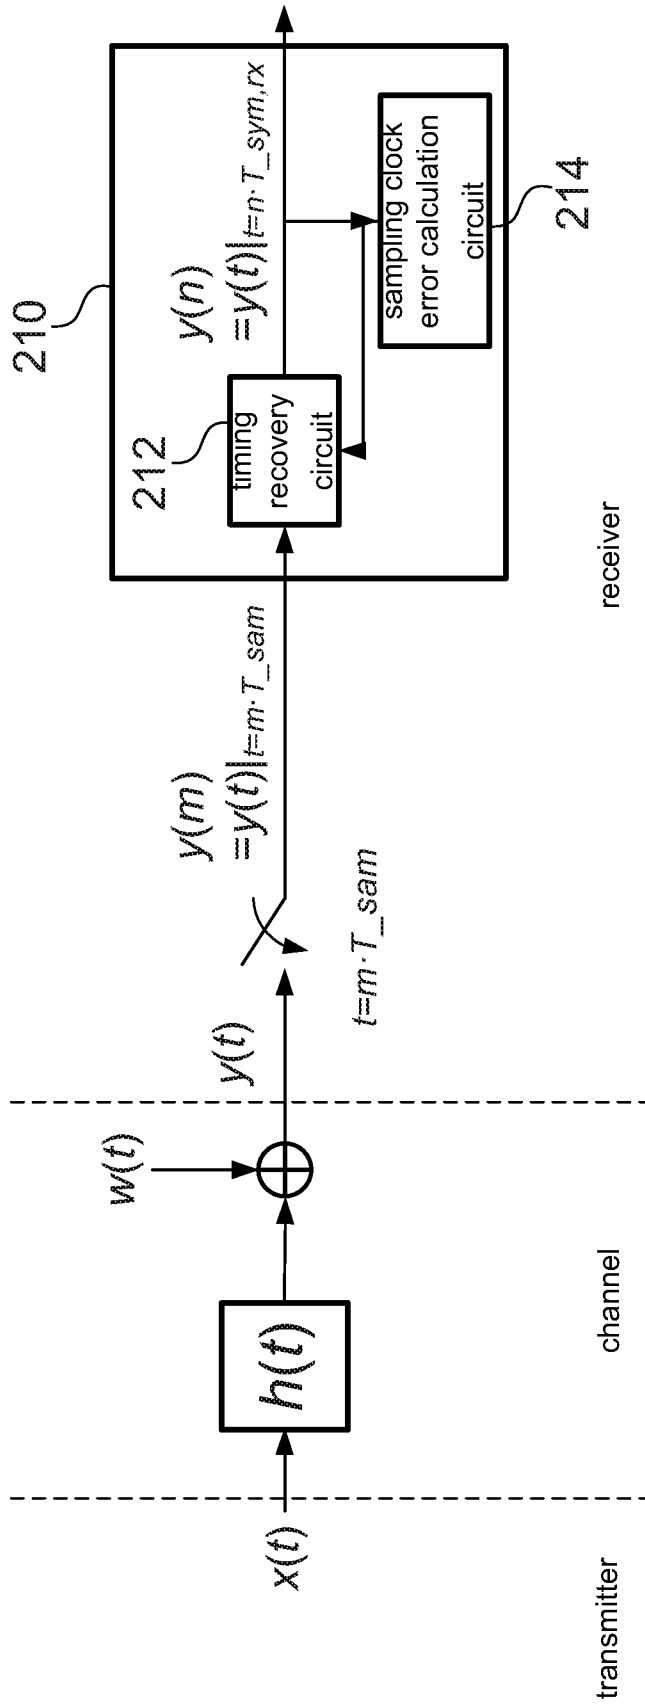 x(t)
h(t)
w(t)
y(t)
t=m·T_sam
y(m)
=y(t)|t=m·T_sam
210
212
timing
recovery
circuit
y(n)
=y(t)|t=n·T_sym,rx
sampling clock
error calculation
circuit
214
transmitter
channel
receiver